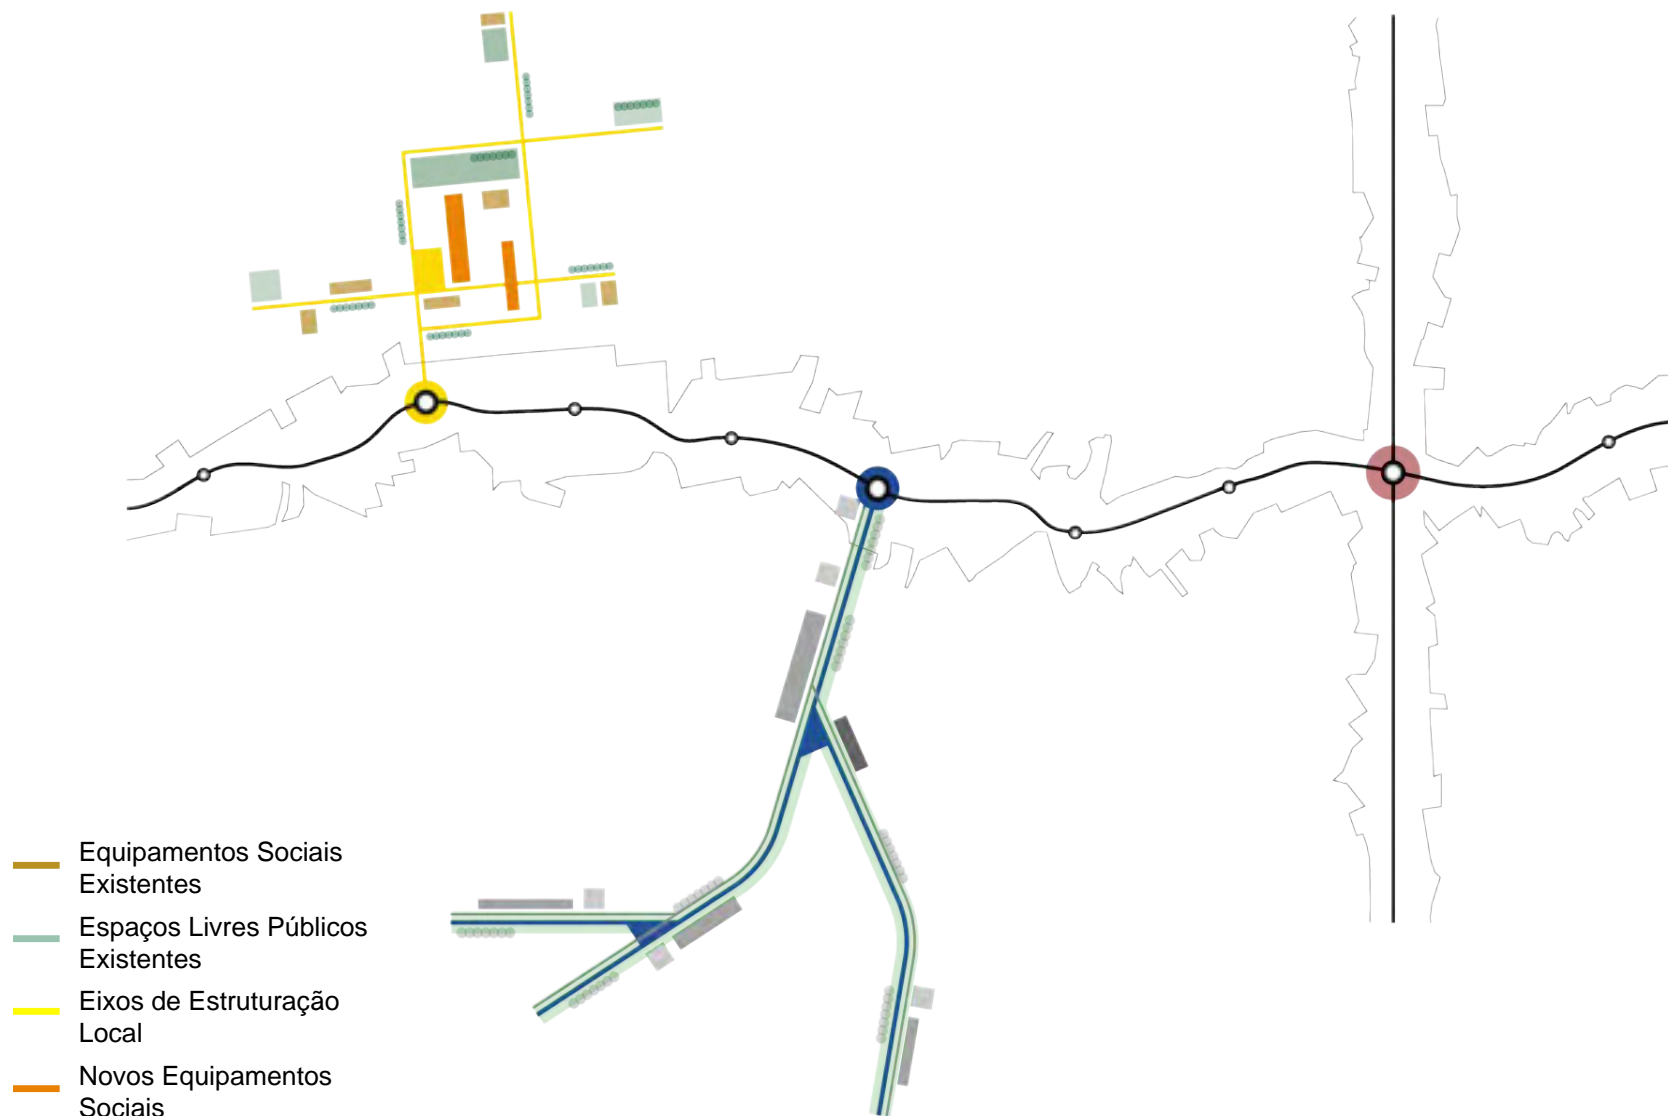 Equipamentos Sociais
Existentes
Espaços Livres Públicos
Existentes
Eixos de Estruturação
Local
Novos Equipamentos
Sociais